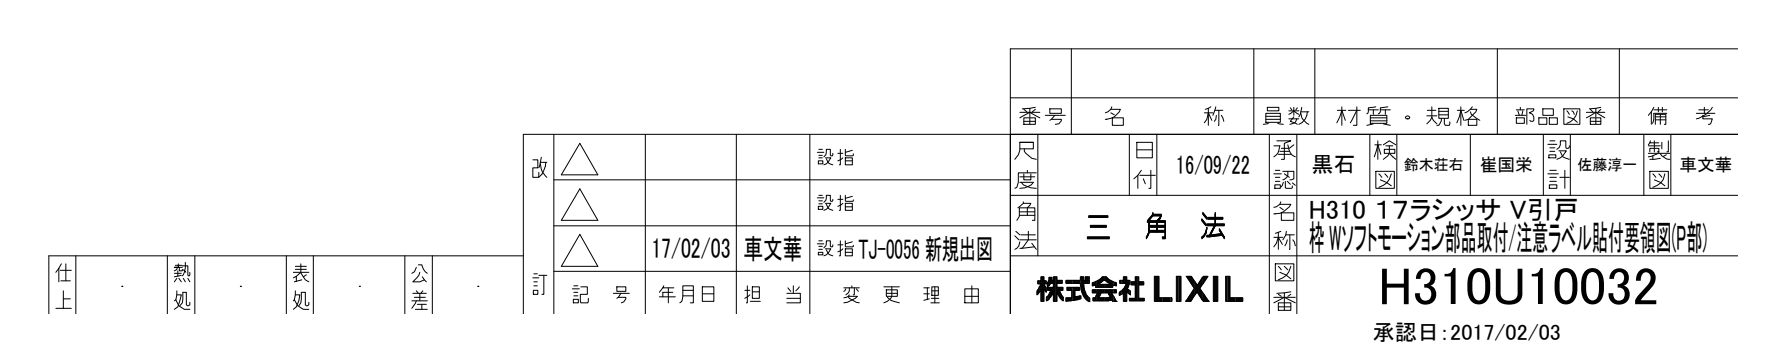 番号 名 称 員数 材質・規格 部品図番 備 考
改訂
△ 設指
△ 設指
△ 17/02/03 車文華 設指 TJ-0056 新規出図
記 号 年月日 担 当 変 更 理 由
尺度 日付 16/09/22 承認 黒石 検図 鈴木荘右 崔国栄 設計 佐藤淳一 製図 車文華
角法 三 角 法 名称 H310 17ラシッサ V引戸
枠 Wソフトモーション部品取付/注意ラベル貼付要領図(P部)
仕上 . 熱処 . 表処 . 公差 .
株式会社 LIXIL 図番 H310U10032
承認日:2017/02/03